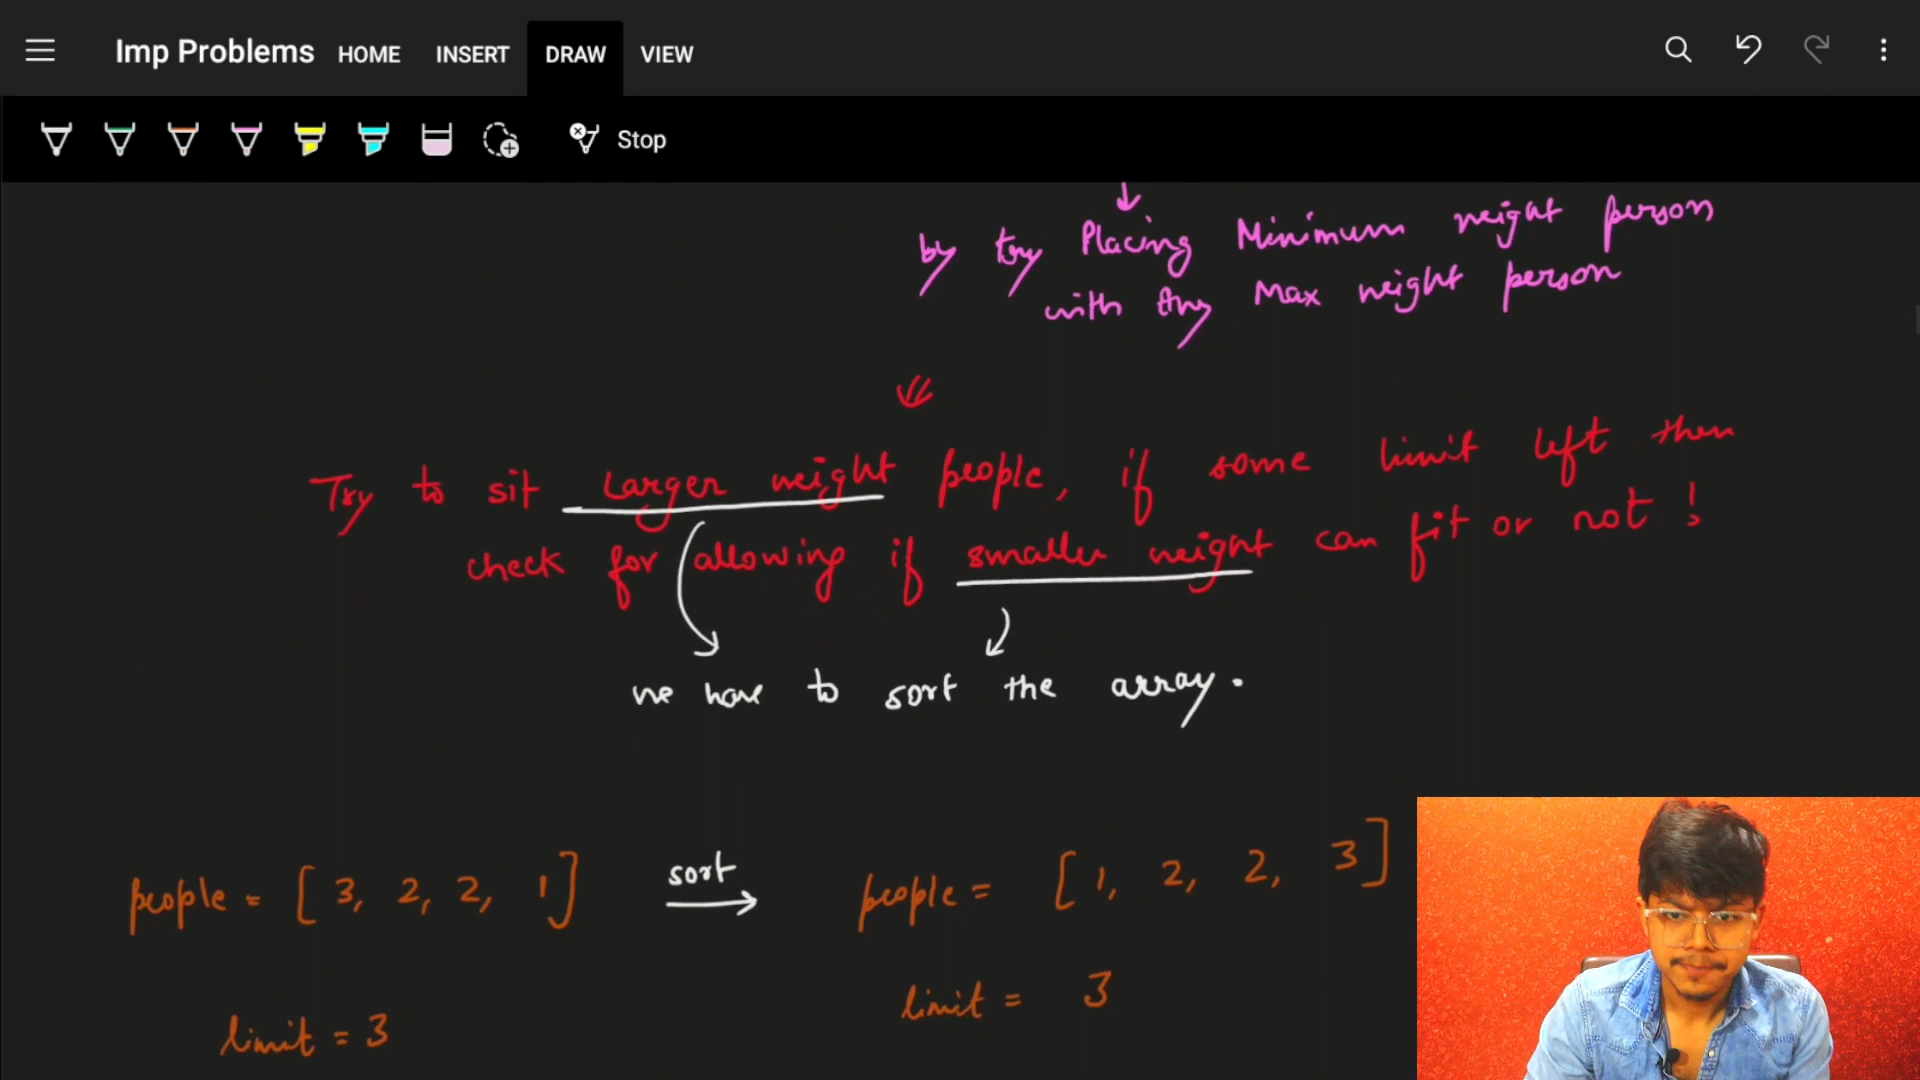 Imp Problems HOME INSERT DRAW VIEW
Stop
by try Placing Minimum weight person
with Any Max weight person
Try to sit Larger weight people, if some limit left then
check for allowing if smaller weight can fit or not !
we have to sort the array.
people = [ 3, 2, 2, 1 ] sort people = [ 1, 2, 2, 3 ]
limit = 3
limit = 3